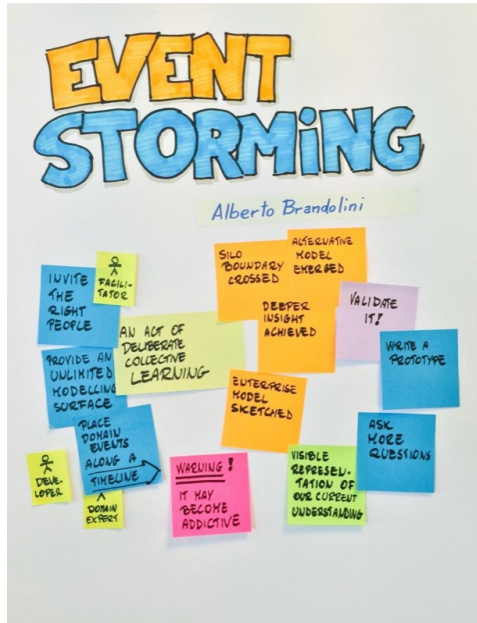 EVENT
STORMiNG
Alberto Brandolini
INVITE
THE
RIGHT
PEOPLE
FACILI-
TATOR
PROVIDE AN
UNLIMITED
MODELLING
SURFACE
AN ACT OF
DELIBERATE
COLLECTIVE
LEARNING
PLACE
DOMAIN
EVENTS
ALONG A
TIMELINE
DEVE-
LOPER
DOMAIN
EXPERT
SILO
BOUNDARY
CROSSED
ALTERNATIVE
MODEL
EMERGED
DEEPER
INSIGHT
ACHIEVED
ENTERPRISE
MODEL
SKETCHED
VALIDATE
IT!
WRITE A
PROTOTYPE
ASK
MORE
QUESTIONS
WARNING!
IT MAY
BECOME
ADDICTIVE
VISIBLE
REPRESEN-
TATION OF
OUR CURRENT
UNDERSTANDING